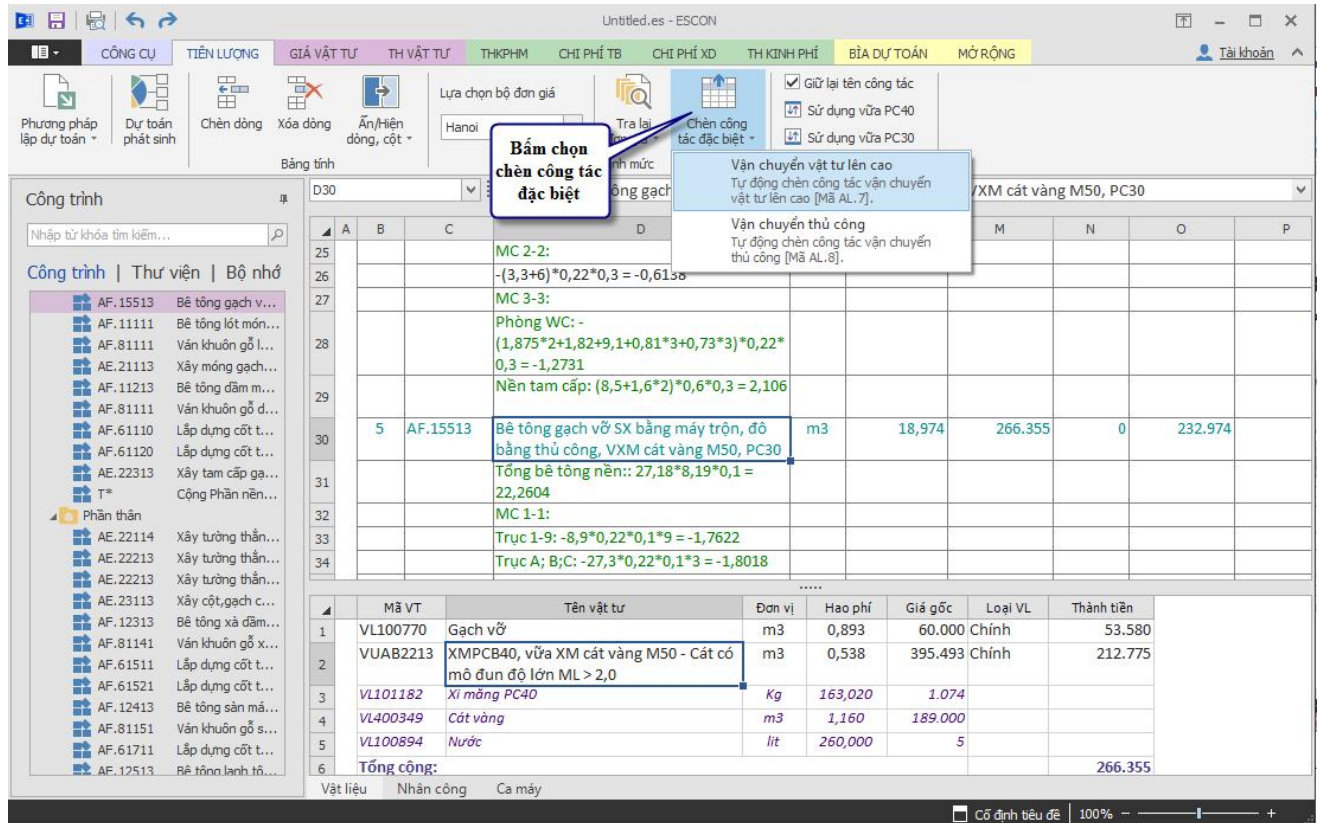 Untitled.es - ESCON
CÔNG CỤ TIÊN LƯỢNG GIÁ VẬT TƯ TH VẬT TƯ THKPHM CHI PHÍ TB CHI PHÍ XD TH KINH PHÍ BÌA DỰ TOÁN MỞ RỘNG Tài khoản
Phương pháp lập dự toán
Dự toán phát sinh
Chèn dòng
Xóa dòng
Ẩn/Hiện dòng, cột
Bảng tính
Lựa chọn bộ đơn giá
Hanoi
Tra lại
Chèn công tác đặc biệt
Giữ lại tên công tác
Sử dụng vữa PC40
Sử dụng vữa PC30
Bấm chọn
chèn công tác
đặc biệt
Vận chuyển vật tư lên cao
Tự động chèn công tác vận chuyển
vật tư lên cao [Mã AL.7].
Vận chuyển thủ công
Tự động chèn công tác vận chuyển
thủ công [Mã AL.8].
Công trình
Nhập từ khóa tìm kiếm...
Công trình | Thư viện | Bộ nhớ
AF.15513 Bê tông gạch v...
AF.11111 Bê tông lót món...
AF.81111 Ván khuôn gỗ l...
AE.21113 Xây móng gạch...
AF.11213 Bê tông dầm m...
AF.81111 Ván khuôn gỗ d...
AF.61110 Lắp dựng cốt t...
AF.61120 Lắp dựng cốt t...
AE.22313 Xây tam cấp gạ...
T* Cộng Phần nền...
Phần thân
AE.22114 Xây tường thẳn...
AE.22213 Xây tường thẳn...
AE.22213 Xây tường thẳn...
AE.23113 Xây cột,gạch c...
AF.12313 Bê tông xà dầm...
AF.81141 Ván khuôn gỗ x...
AF.61511 Lắp dựng cốt t...
AF.61521 Lắp dựng cốt t...
AF.12413 Bê tông sàn má...
AF.81151 Ván khuôn gỗ s...
AF.61711 Lắp dựng cốt t...
AF.12513 Bê tông lanh tô...
D30 ông gạch VXM cát vàng M50, PC30
A B C D M N O P
25 MC 2-2:
26 -(3,3+6)*0,22*0,3 = -0,6138
27 MC 3-3:
28 Phòng WC: -
(1,875*2+1,82+9,1+0,81*3+0,73*3)*0,22*
0,3 = -1,2731
29 Nền tam cấp: (8,5+1,6*2)*0,6*0,3 = 2,106
30 5 AF.15513 Bê tông gạch vỡ SX bằng máy trộn, đổ m3 18,974 266.355 0 232.974
bằng thủ công, VXM cát vàng M50, PC30
31 Tổng bê tông nền:: 27,18*8,19*0,1 =
22,2604
32 MC 1-1:
33 Trục 1-9: -8,9*0,22*0,1*9 = -1,7622
34 Trục A; B;C: -27,3*0,22*0,1*3 = -1,8018
Mã VT Tên vật tư Đơn vị Hao phí Giá gốc Loại VL Thành tiền
1 VL100770 Gạch vỡ m3 0,893 60.000 Chính 53.580
2 VUAB2213 XMPCB40, vữa XM cát vàng M50 - Cát có m3 0,538 395.493 Chính 212.775
mô đun độ lớn ML > 2,0
3 VL101182 Xi măng PC40 Kg 163,020 1.074
4 VL400349 Cát vàng m3 1,160 189.000
5 VL100894 Nước lit 260,000 5
6 Tổng cộng: 266.355
Vật liệu Nhân công Ca máy
Cố định tiêu đề 100% - +